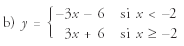 b) y = { −3x − 6 si x < −2
3x + 6 si x ≥ −2